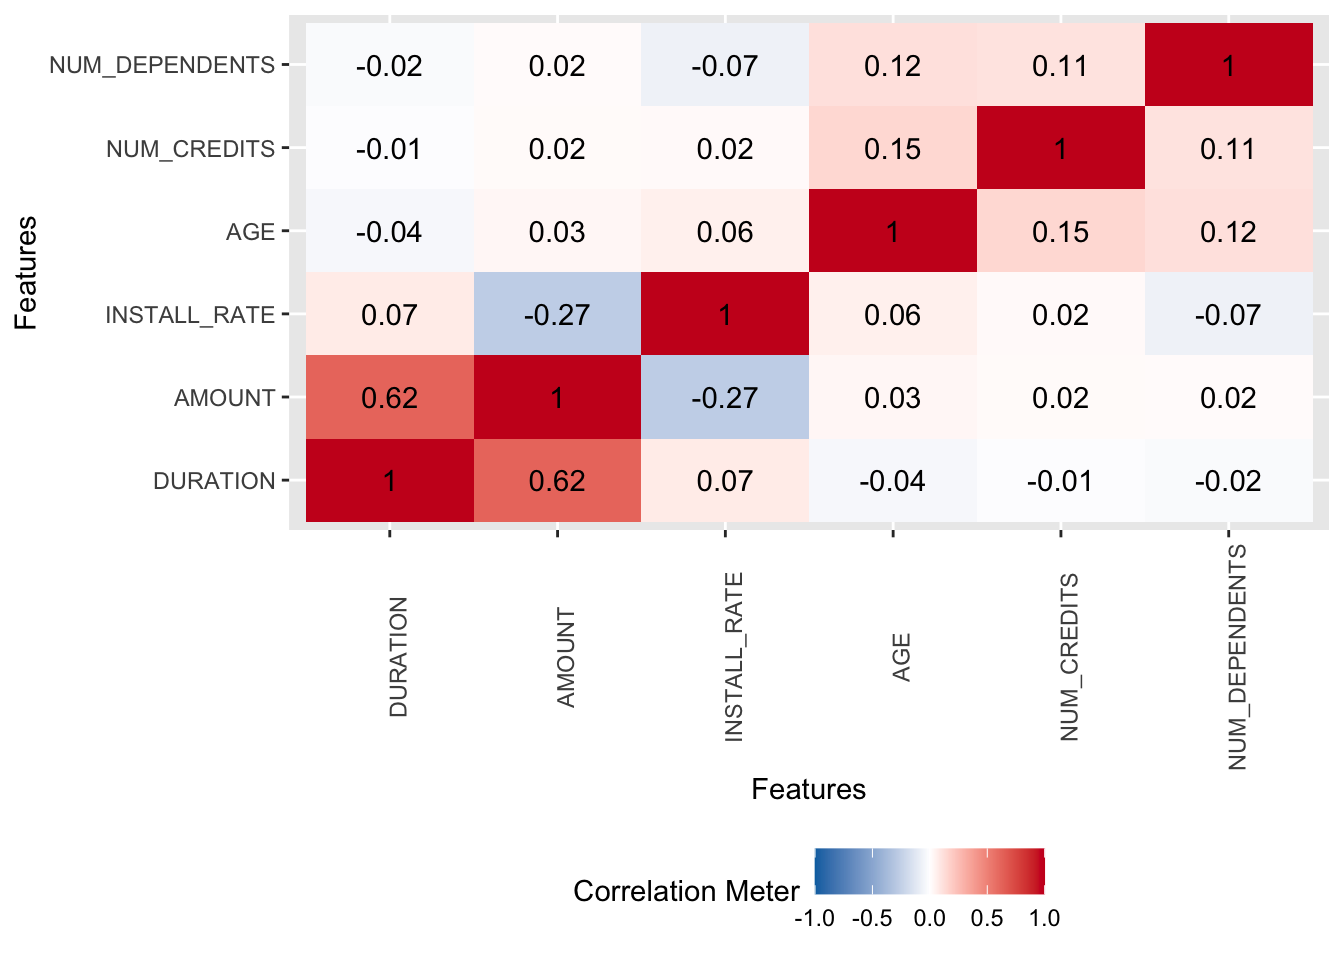 Features
NUM_DEPENDENTS -0.02 0.02 -0.07 0.12 0.11 1
NUM_CREDITS -0.01 0.02 0.02 0.15 1 0.11
AGE -0.04 0.03 0.06 1 0.15 0.12
INSTALL_RATE 0.07 -0.27 1 0.06 0.02 -0.07
AMOUNT 0.62 1 -0.27 0.03 0.02 0.02
DURATION 1 0.62 0.07 -0.04 -0.01 -0.02
DURATION AMOUNT INSTALL_RATE AGE NUM_CREDITS NUM_DEPENDENTS
Features
Correlation Meter
-1.0 -0.5 0.0 0.5 1.0